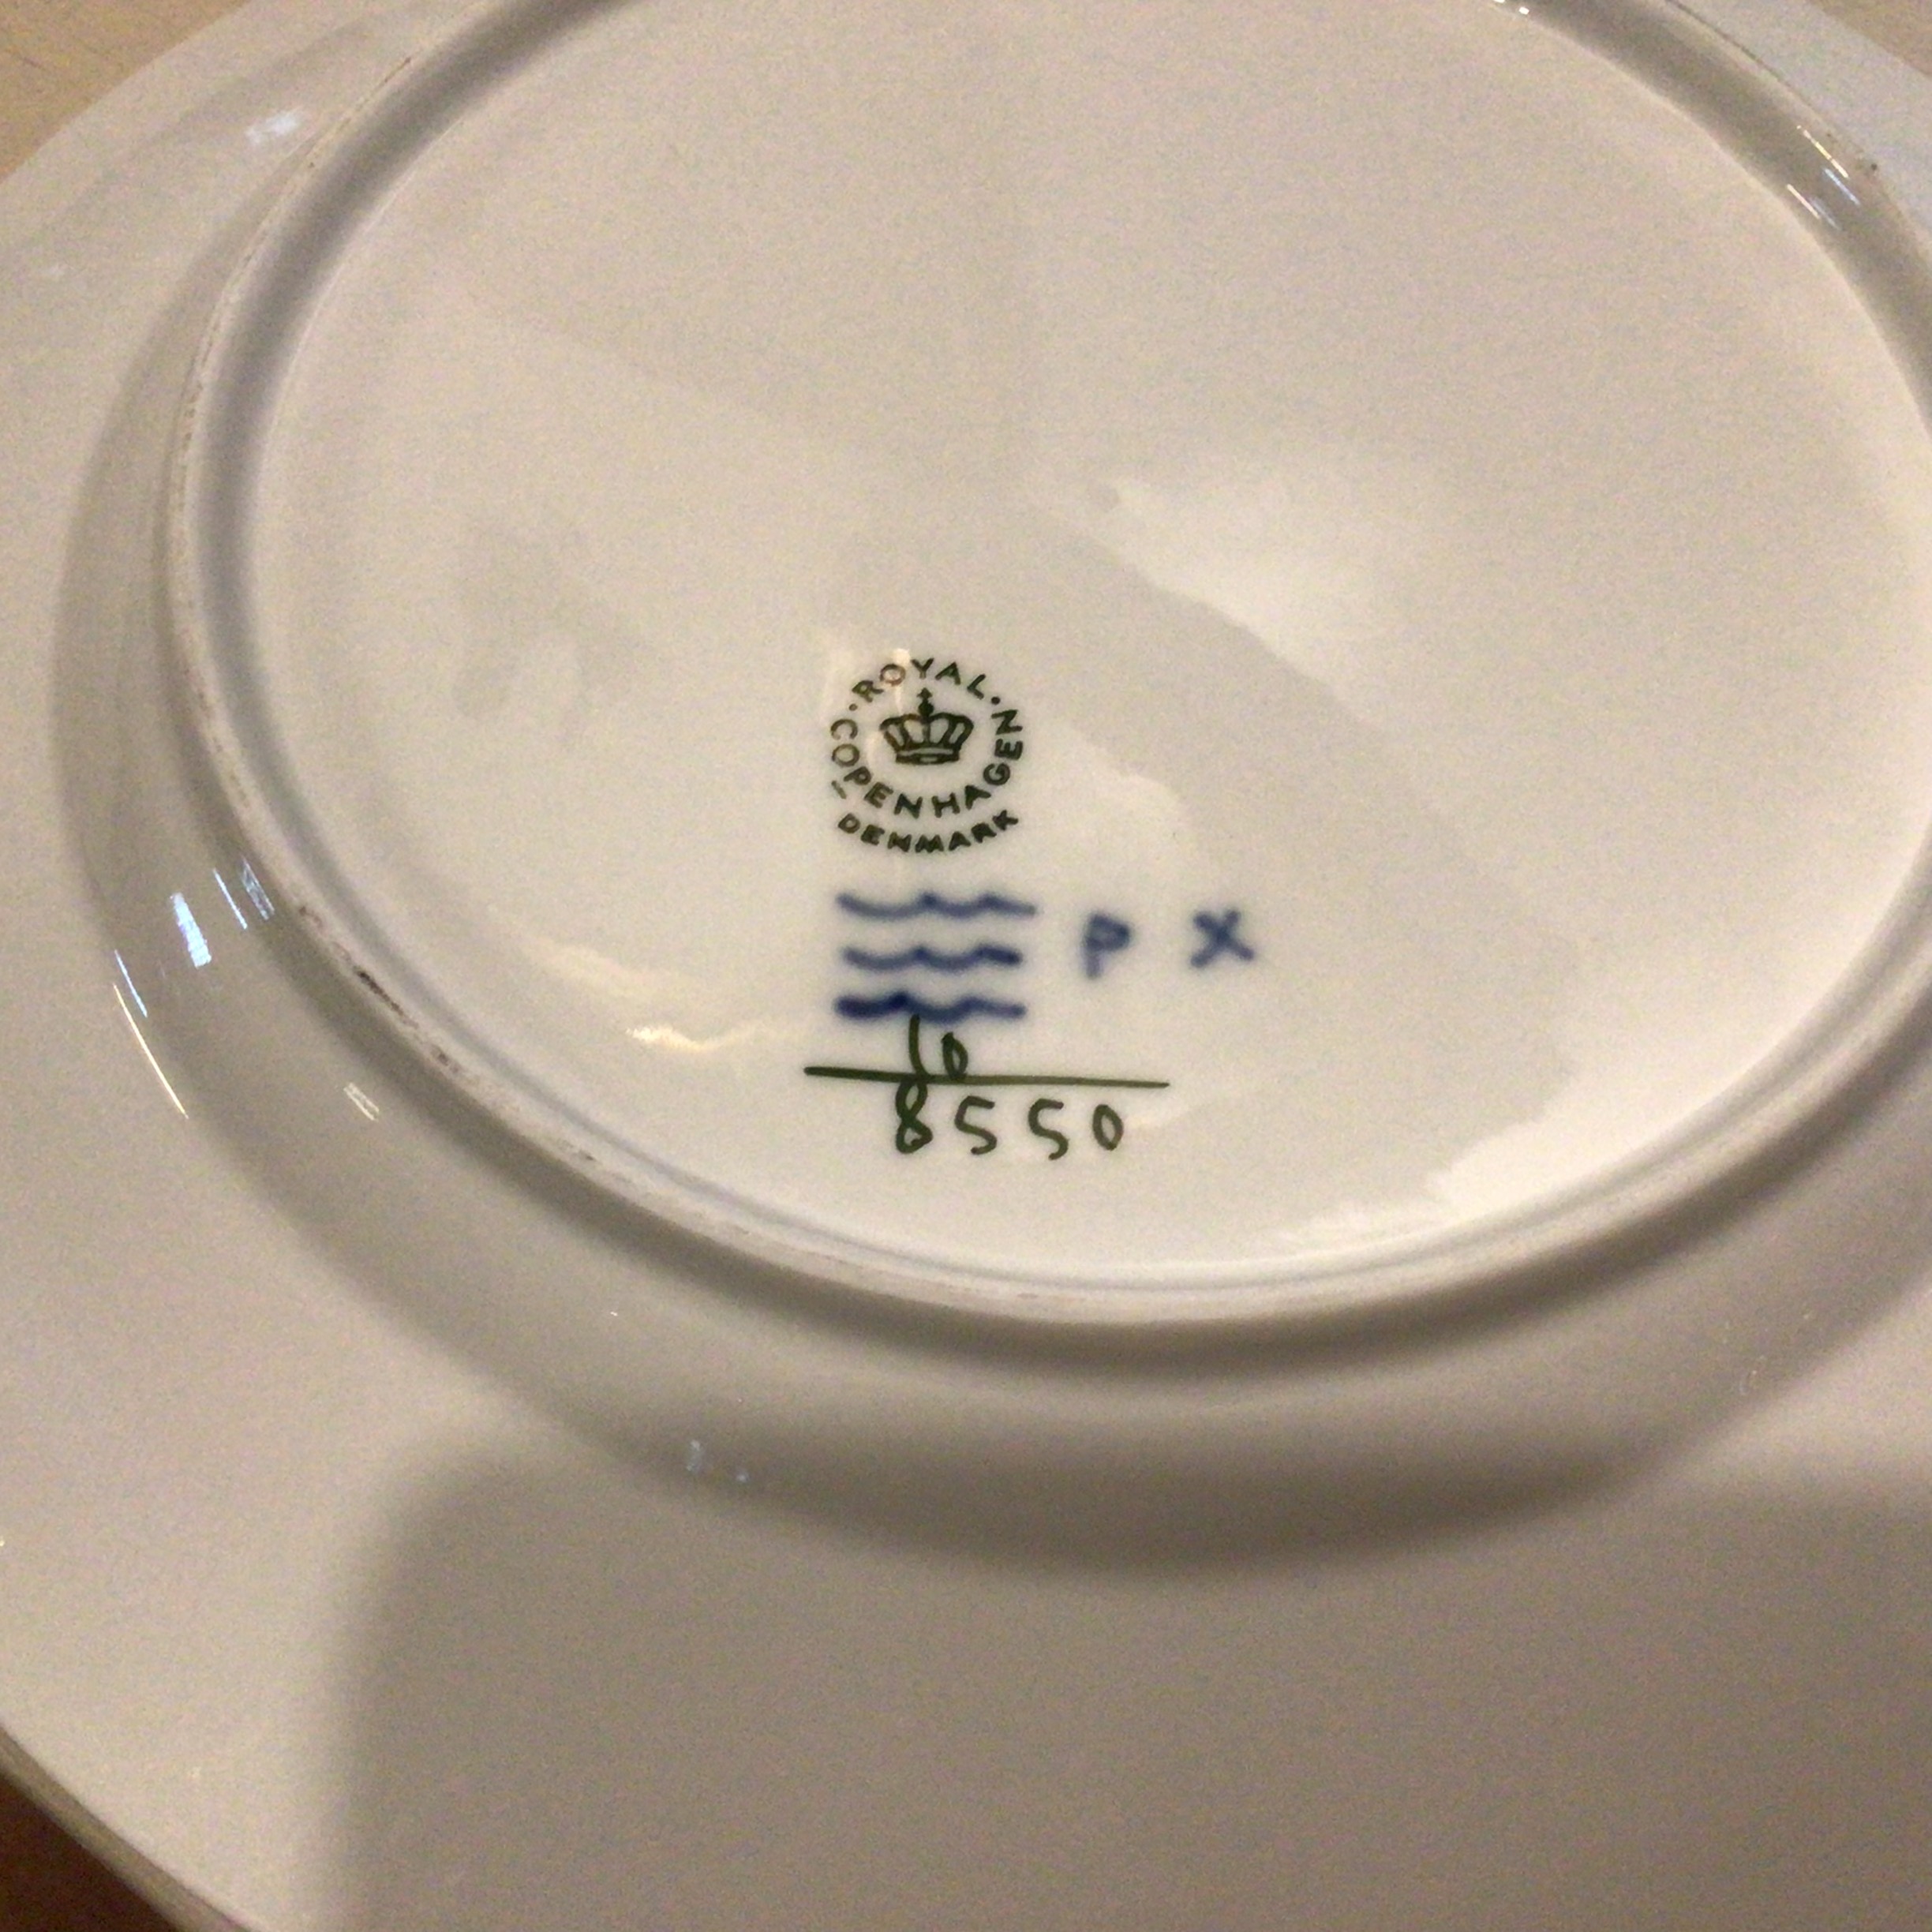 ROYAL
COPENHAGEN
DENMARK
P X
10
8550